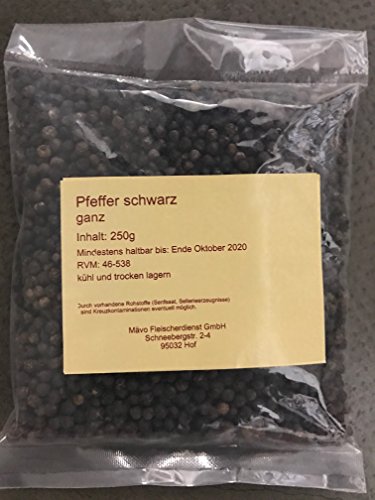 Pfeffer schwarz
ganz
Inhalt: 250g
Mindestens haltbar bis: Ende Oktober 2020
RVM: 46-538
kühl und trocken lagern
Durch vorhandene Rohstoffe (Senfsaat, Sellerieerzeugnisse)
sind Kreuzkontaminationen eventuell möglich.
Mävo Fleischerdienst GmbH
Schneebergstr. 2-4
95032 Hof